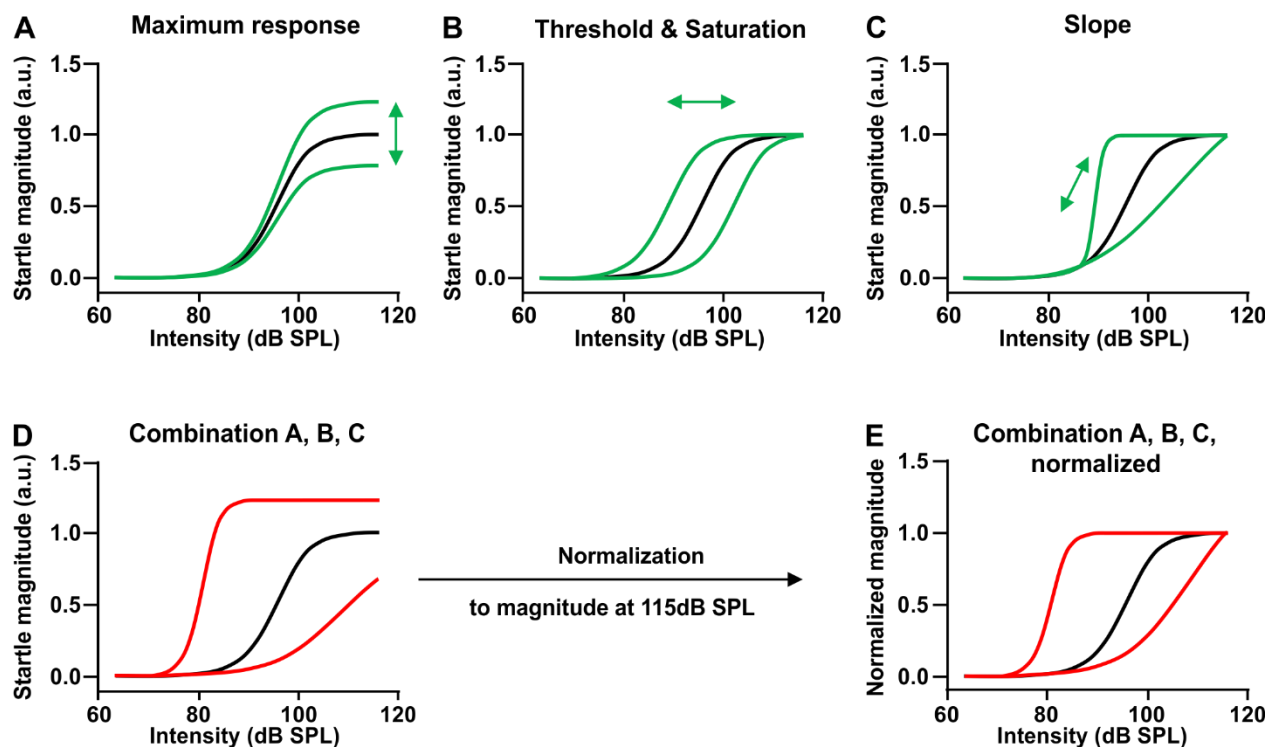 A
Maximum response
Startle magnitude (a.u.)
1.5
1.0
0.5
0.0
60
80
100
120
Intensity (dB SPL)
B
Threshold & Saturation
Startle magnitude (a.u.)
1.5
1.0
0.5
0.0
60
80
100
120
Intensity (dB SPL)
C
Slope
Startle magnitude (a.u.)
1.5
1.0
0.5
0.0
60
80
100
120
Intensity (dB SPL)
D
Combination A, B, C
Startle magnitude (a.u.)
1.5
1.0
0.5
0.0
60
80
100
120
Intensity (dB SPL)
Normalization
to magnitude at 115dB SPL
E
Combination A, B, C,
normalized
Normalized magnitude
1.5
1.0
0.5
0.0
60
80
100
120
Intensity (dB SPL)